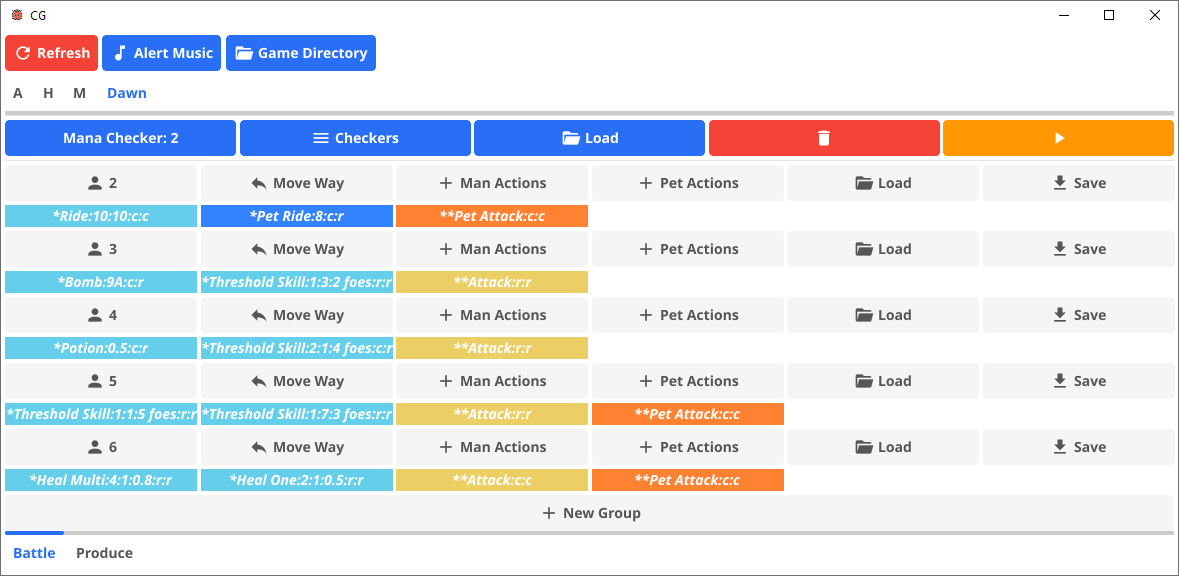 CG
Refresh Alert Music Game Directory
A H M Dawn
Mana Checker: 2 Checkers Load
2 Move Way Man Actions Pet Actions Load Save
*Ride:10:10:c:c *Pet Ride:8:c:r **Pet Attack:c:c
3 Move Way Man Actions Pet Actions Load Save
*Bomb:9A:c:r *Threshold Skill:1:3:2 foes:r:r **Attack:r:r
4 Move Way Man Actions Pet Actions Load Save
*Potion:0.5:c:r *Threshold Skill:2:1:4 foes:c:r **Attack:r:r
5 Move Way Man Actions Pet Actions Load Save
*Threshold Skill:1:1:5 foes:r:r *Threshold Skill:1:7:3 foes:r:r **Attack:r:r **Pet Attack:c:c
6 Move Way Man Actions Pet Actions Load Save
*Heal Multi:4:1:0.8:r:r *Heal One:2:1:0.5:r:r **Attack:c:c **Pet Attack:c:c
New Group
Battle Produce